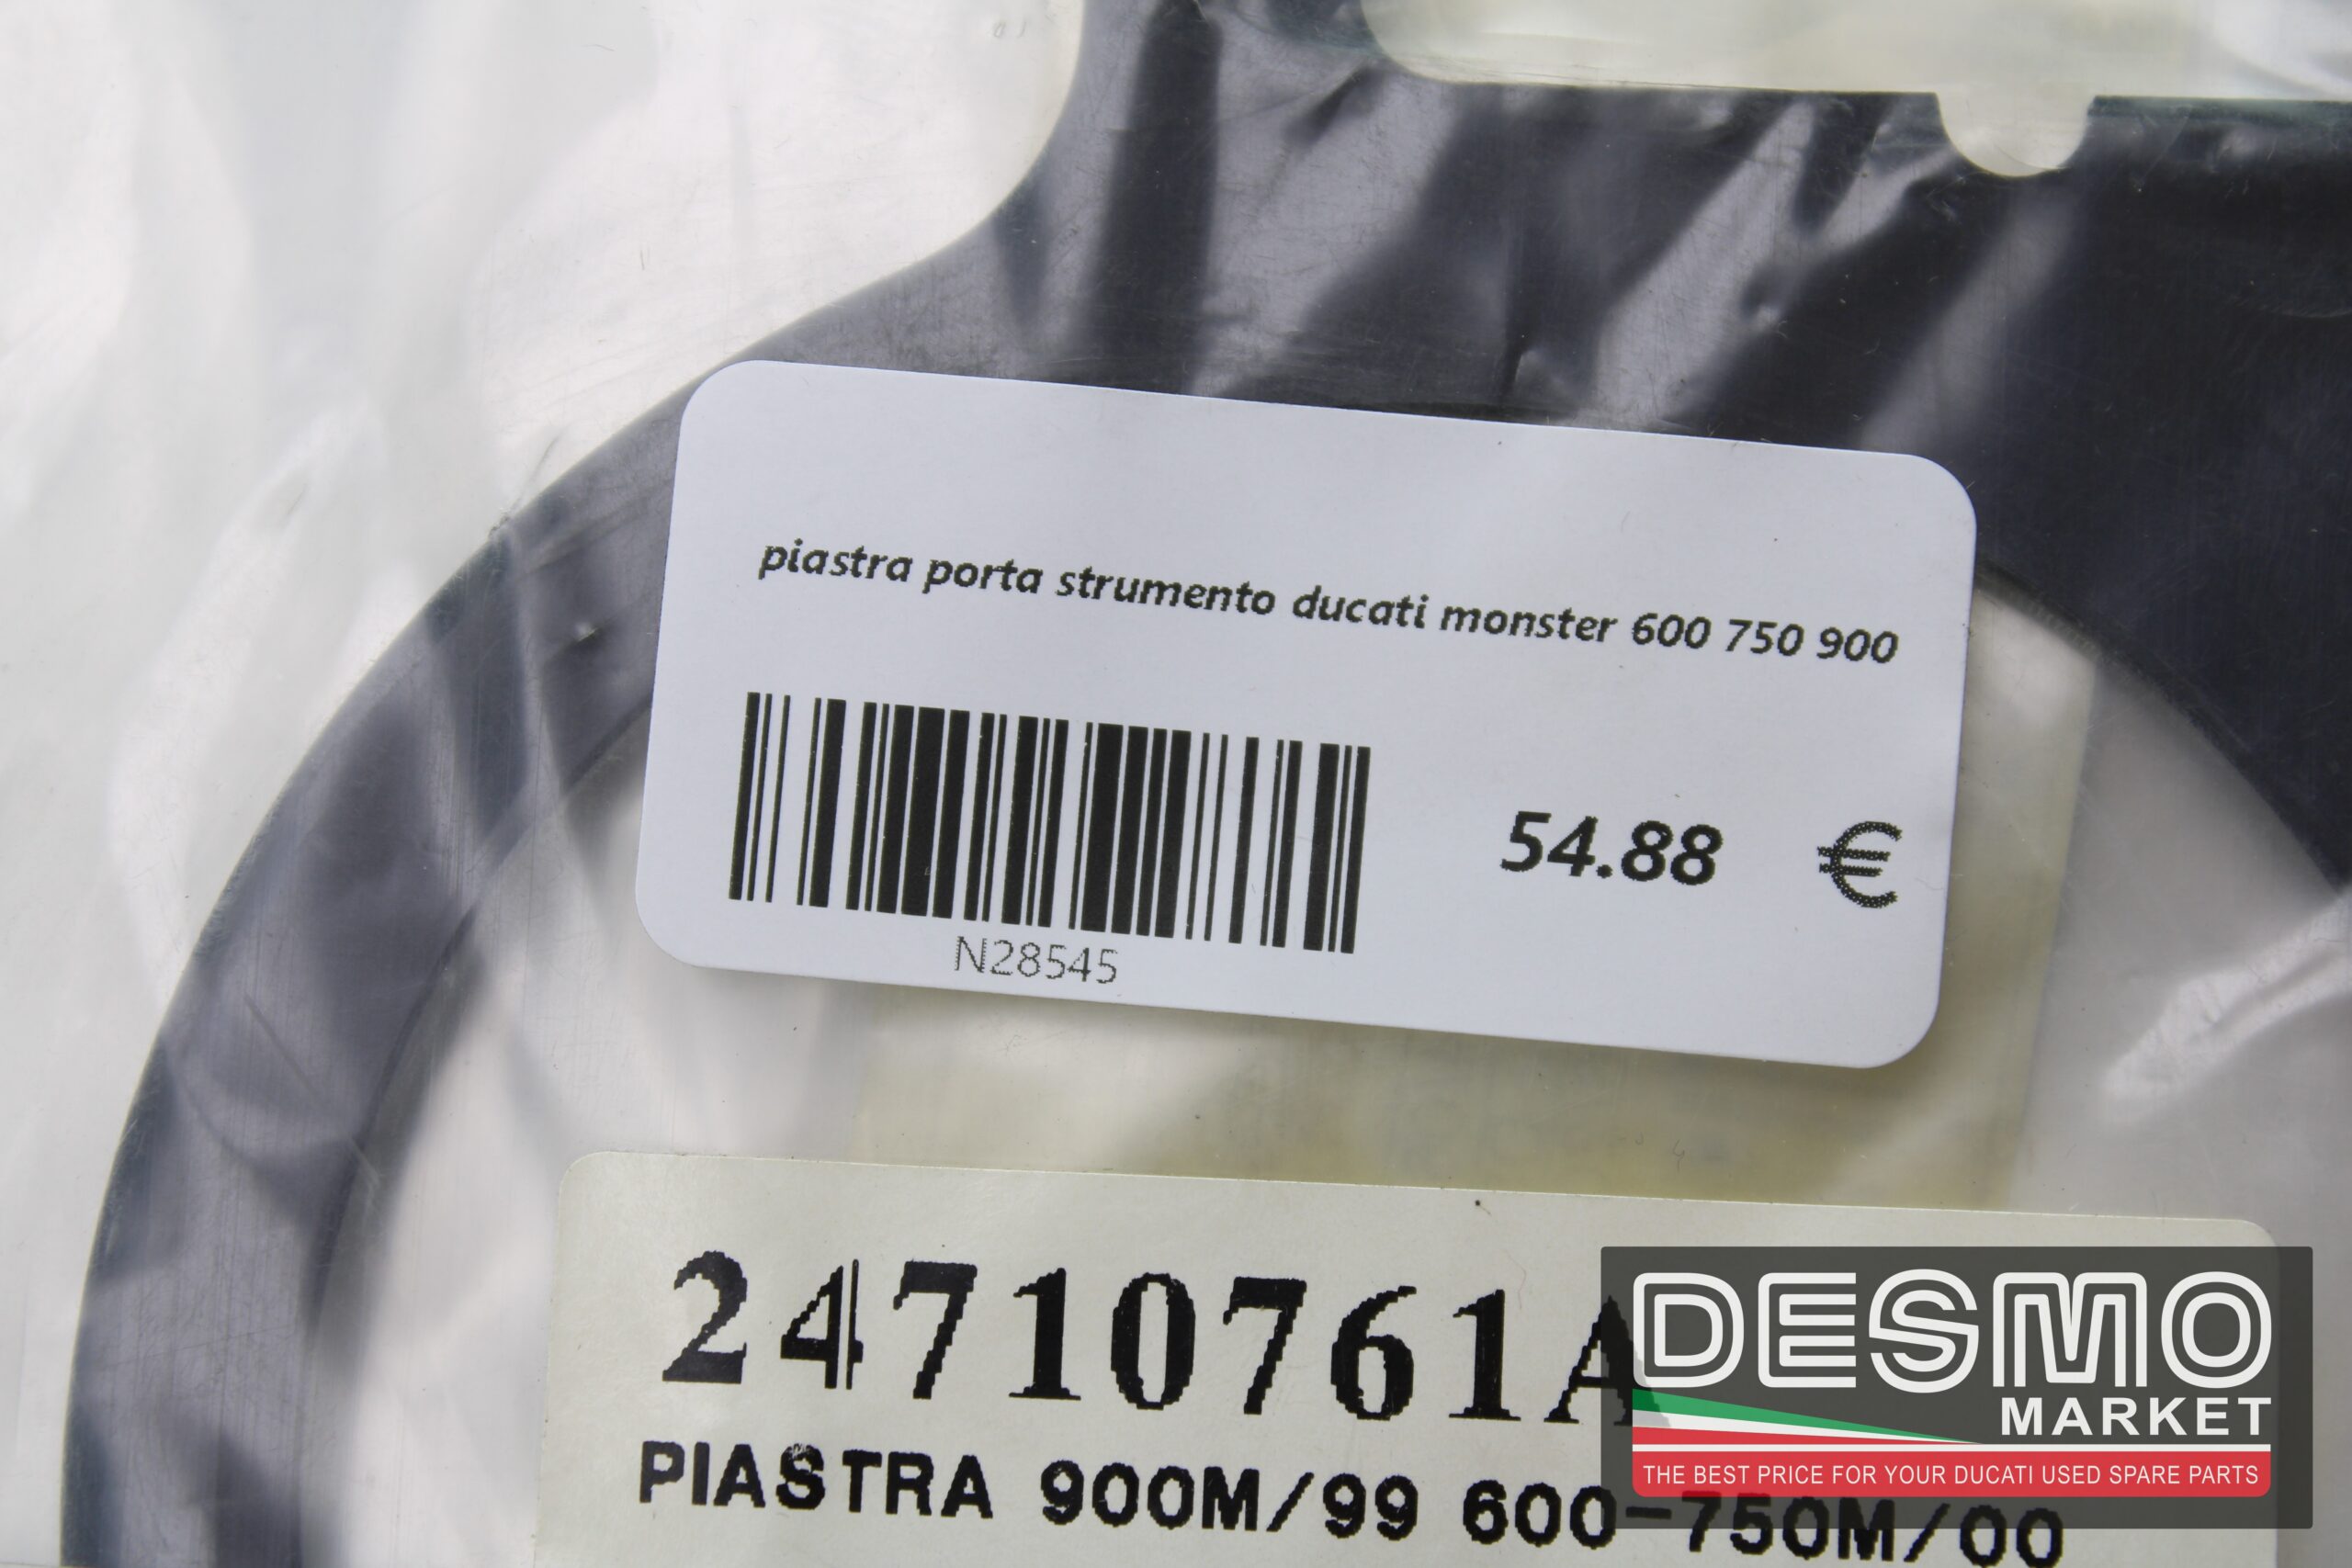 piastra porta strumento ducati monster 600 750 900
54.88 €
N28545
24710761A
PIASTRA 900M/99 600-750M/00
DESMO
MARKET
THE BEST PRICE FOR YOUR DUCATI USED SPARE PARTS